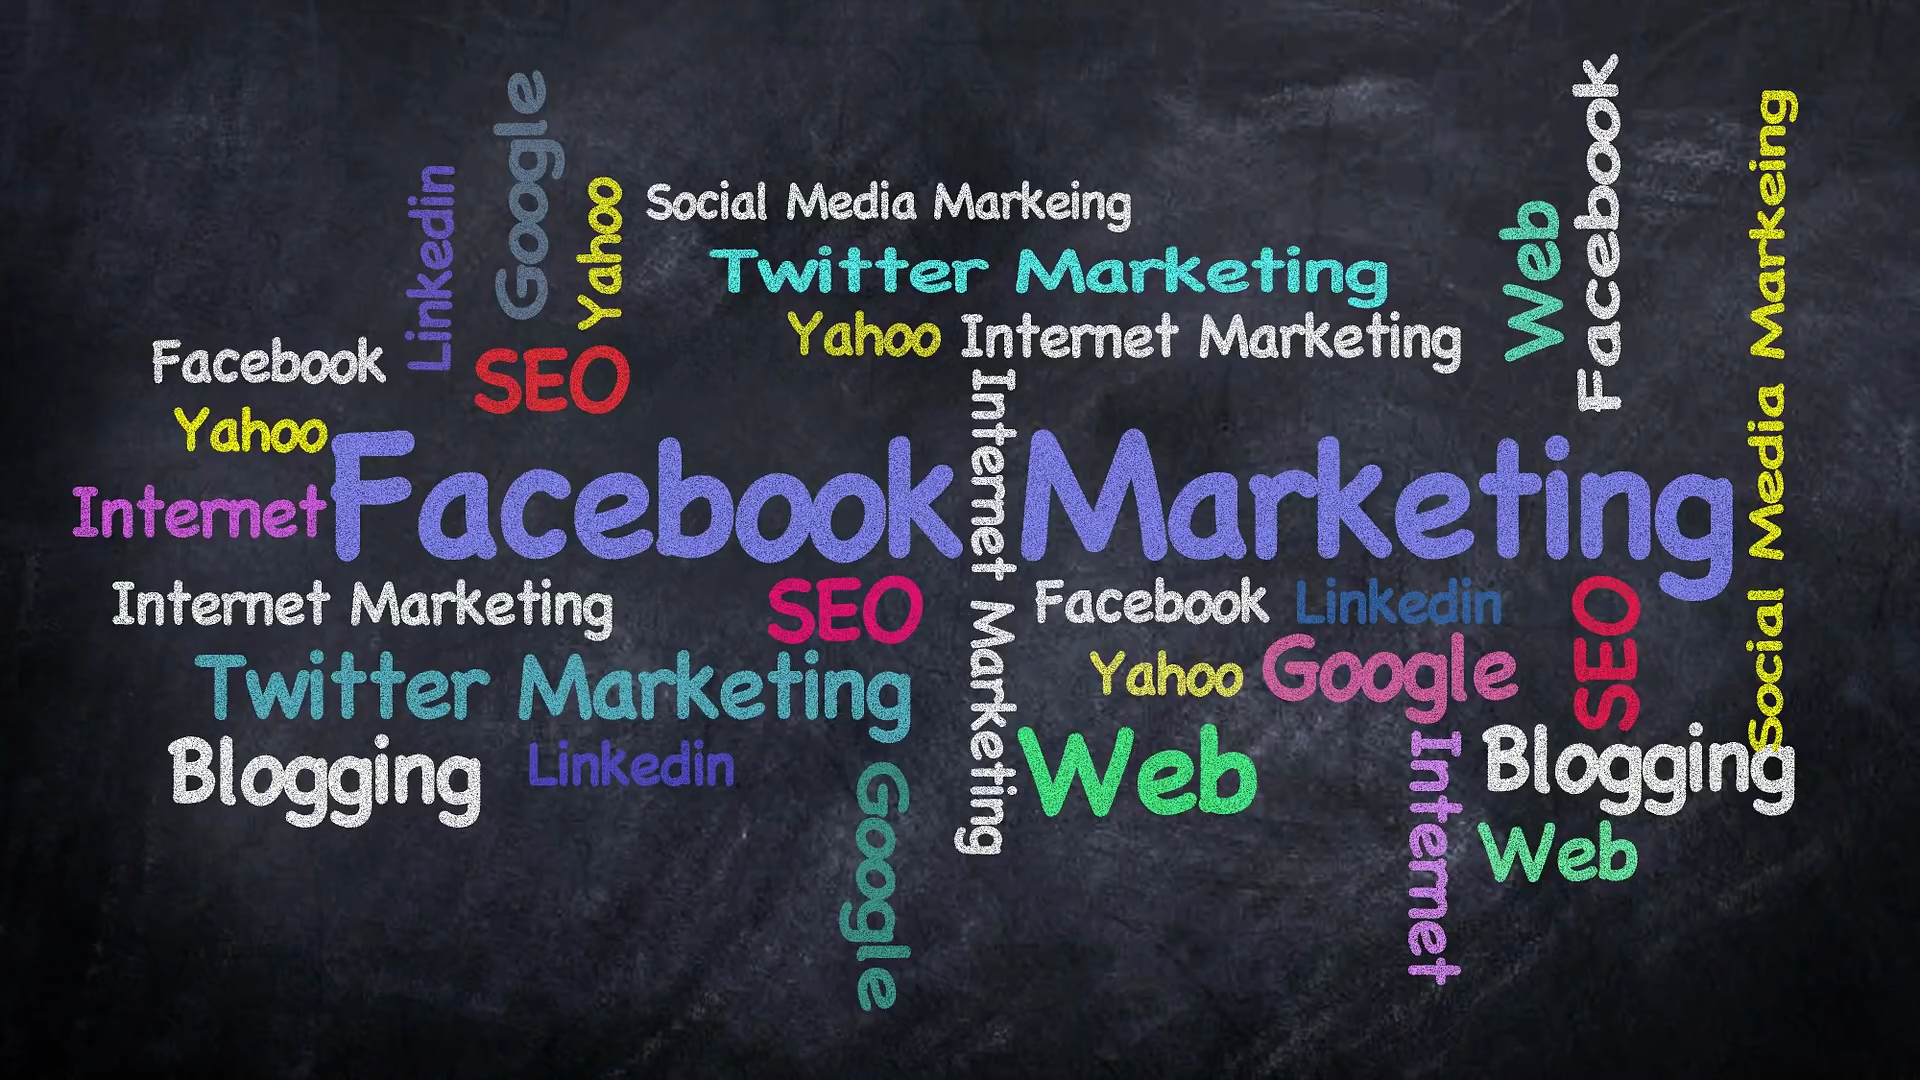 Google
Linkedin
Yahoo
Social Media Markeing
Twitter Marketing
Yahoo
Internet Marketing
Web
Facebook
Social Media Markeing
Facebook
SEO
Yahoo
Internet
Facebook Marketing
Internet Marketing
Internet Marketing
SEO
Facebook
Linkedin
SEO
Twitter Marketing
Yahoo
Google
Blogging
Linkedin
Google
Web
Internet
Blogging
Web